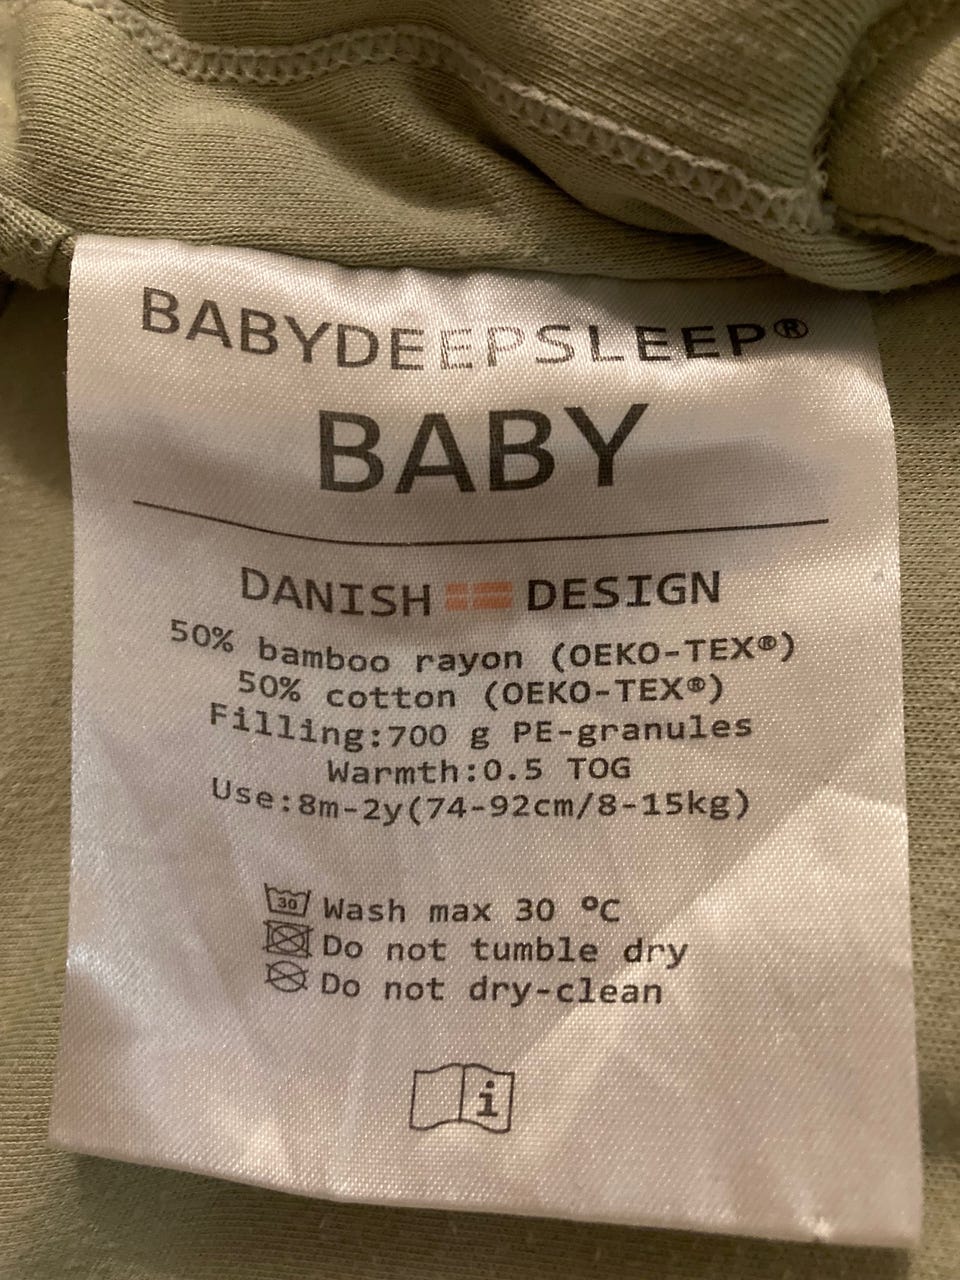 BABYDEEPSLEEP®
BABY
DANISH DESIGN
50% bamboo rayon (OEKO-TEX®)
50% cotton (OEKO-TEX®)
Filling:700 g PE-granules
Warmth:0.5 TOG
Use:8m-2y(74-92cm/8-15kg)
30 Wash max 30 ºC
Do not tumble dry
Do not dry-clean
i